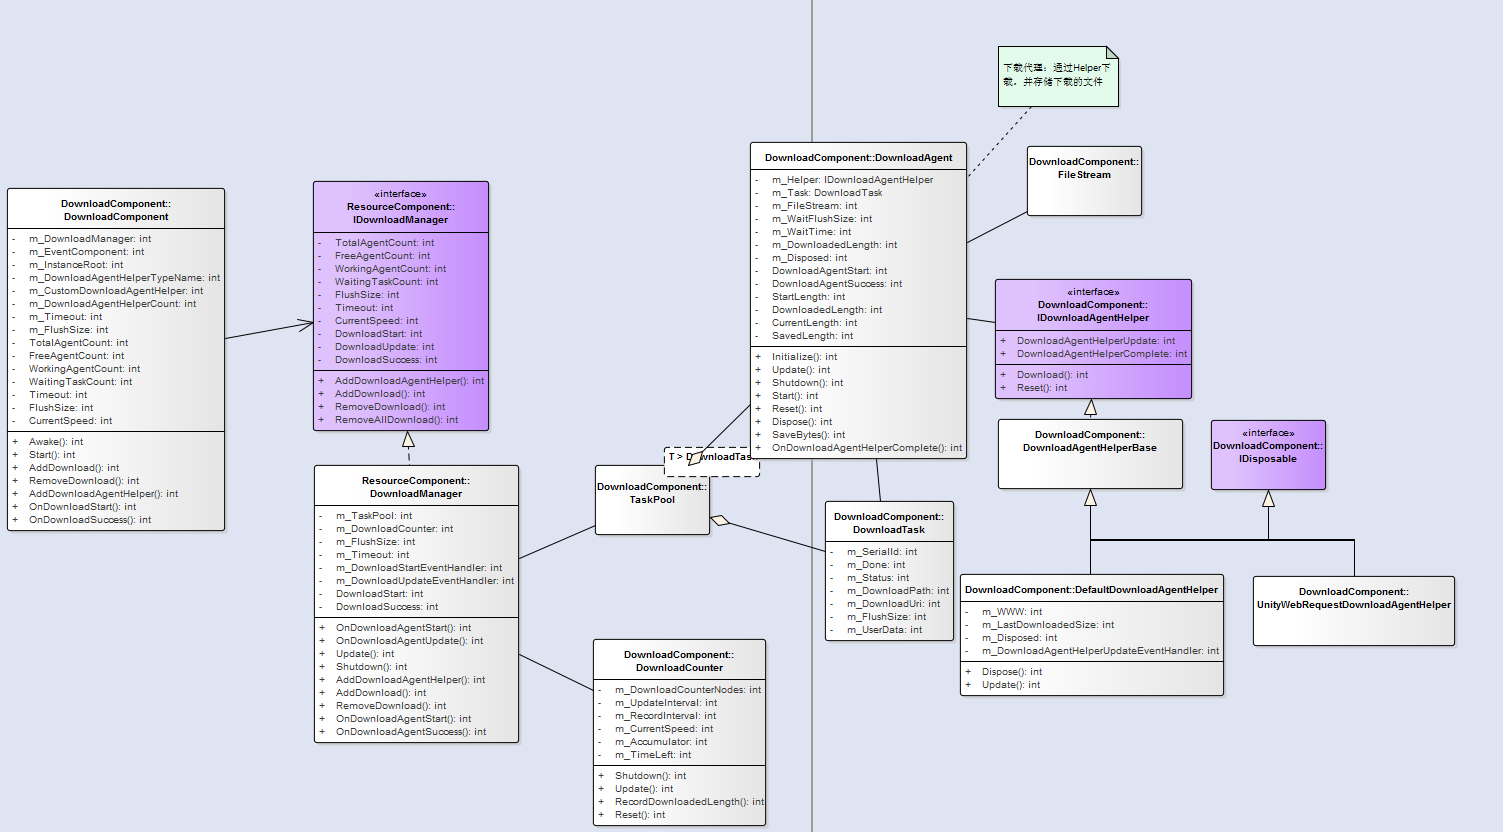 DownloadComponent::
DownloadComponent
- m_DownloadManager: int
- m_EventComponent: int
- m_InstanceRoot: int
- m_DownloadAgentHelperTypeName: int
- m_CustomDownloadAgentHelper: int
- m_DownloadAgentHelperCount: int
- m_Timeout: int
- m_FlushSize: int
- TotalAgentCount: int
- FreeAgentCount: int
- WorkingAgentCount: int
- WaitingTaskCount: int
- Timeout: int
- FlushSize: int
- CurrentSpeed: int
+ Awake(): int
+ Start(): int
+ AddDownload(): int
+ RemoveDownload(): int
+ AddDownloadAgentHelper(): int
+ OnDownloadStart(): int
+ OnDownloadSuccess(): int
«interface»
ResourceComponent::
IDownloadManager
- TotalAgentCount: int
- FreeAgentCount: int
- WorkingAgentCount: int
- WaitingTaskCount: int
- FlushSize: int
- Timeout: int
- CurrentSpeed: int
- DownloadStart: int
- DownloadUpdate: int
- DownloadSuccess: int
+ AddDownloadAgentHelper(): int
+ AddDownload(): int
+ RemoveDownload(): int
+ RemoveAllDownload(): int
ResourceComponent::
DownloadManager
- m_TaskPool: int
- m_DownloadCounter: int
- m_FlushSize: int
- m_Timeout: int
- m_DownloadStartEventHandler: int
- m_DownloadUpdateEventHandler: int
- DownloadStart: int
- DownloadSuccess: int
+ OnDownloadAgentStart(): int
+ OnDownloadAgentUpdate(): int
+ Update(): int
+ Shutdown(): int
+ AddDownloadAgentHelper(): int
+ AddDownload(): int
+ RemoveDownload(): int
+ OnDownloadAgentStart(): int
+ OnDownloadAgentSuccess(): int
T > DownloadTask
DownloadComponent::
TaskPool
DownloadComponent::
DownloadCounter
- m_DownloadCounterNodes: int
- m_UpdateInterval: int
- m_RecordInterval: int
- m_CurrentSpeed: int
- m_Accumulator: int
- m_TimeLeft: int
+ Shutdown(): int
+ Update(): int
+ RecordDownloadedLength(): int
+ Reset(): int
DownloadComponent::DownloadAgent
- m_Helper: IDownloadAgentHelper
- m_Task: DownloadTask
- m_FileStream: int
- m_WaitFlushSize: int
- m_WaitTime: int
- m_DownloadedLength: int
- m_Disposed: int
- DownloadAgentStart: int
- DownloadAgentSuccess: int
- StartLength: int
- DownloadedLength: int
- CurrentLength: int
- SavedLength: int
+ Initialize(): int
+ Update(): int
+ Shutdown(): int
+ Start(): int
+ Reset(): int
+ Dispose(): int
+ SaveBytes(): int
+ OnDownloadAgentHelperComplete(): int
下载代理：通过Helper下
载，并存储下载的文件
DownloadComponent::
FileStream
«interface»
DownloadComponent::
IDownloadAgentHelper
+ DownloadAgentHelperUpdate: int
+ DownloadAgentHelperComplete: int
+ Download(): int
+ Reset(): int
DownloadComponent::
DownloadAgentHelperBase
«interface»
DownloadComponent::
IDisposable
DownloadComponent::
DownloadTask
- m_SerialId: int
- m_Done: int
- m_Status: int
- m_DownloadPath: int
- m_DownloadUri: int
- m_FlushSize: int
- m_UserData: int
DownloadComponent::DefaultDownloadAgentHelper
- m_WWW: int
- m_LastDownloadedSize: int
- m_Disposed: int
- m_DownloadAgentHelperUpdateEventHandler: int
+ Dispose(): int
+ Update(): int
DownloadComponent::
UnityWebRequestDownloadAgentHelper